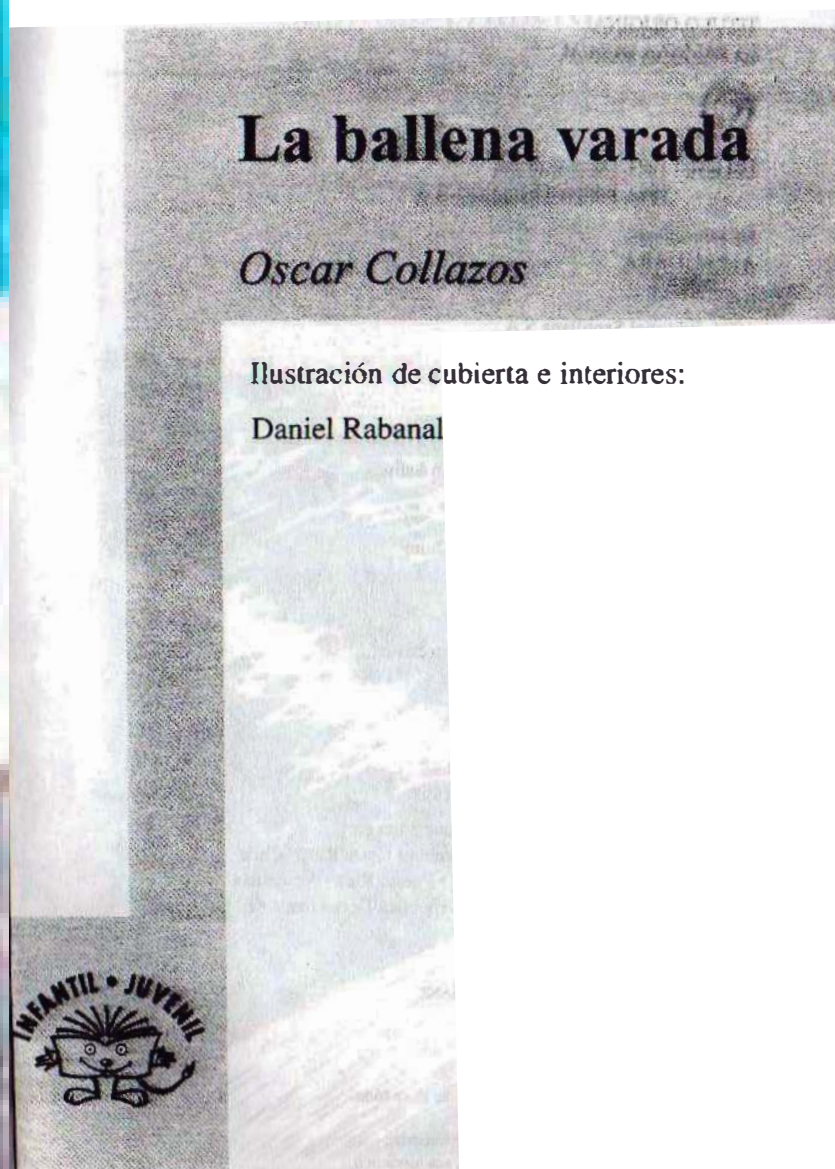 La ballena varada
Oscar Collazos
Ilustración de cubierta e interiores:
Daniel Rabanal
INFANTIL • JUVENIL